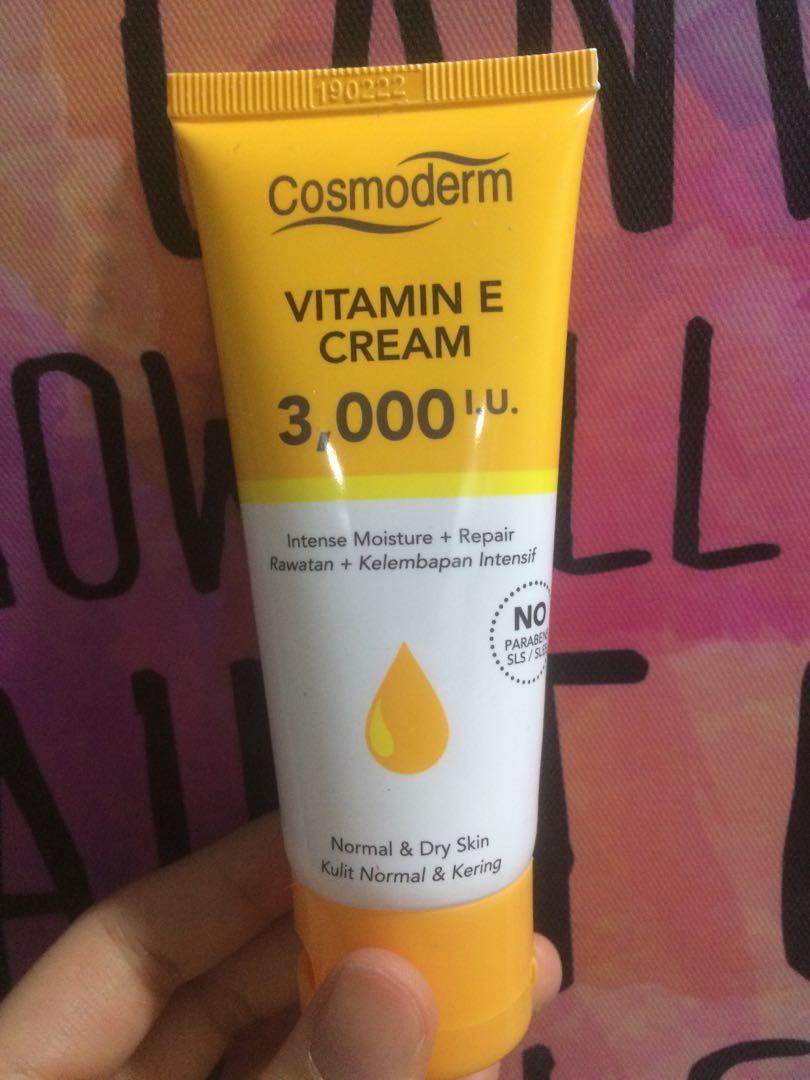 190222
Cosmoderm
VITAMIN E
CREAM
3,000 I.U.
Intense Moisture + Repair
Rawatan + Kelembapan Intensif
NO
SLS /
Normal & Dry Skin
Kulit Normal & Kering